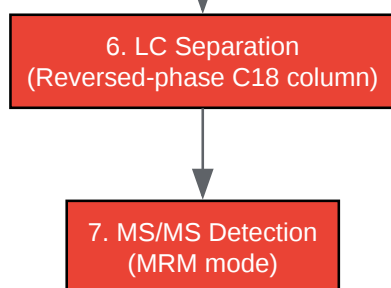 6. LC Separation
(Reversed-phase C18 column)
7. MS/MS Detection
(MRM mode)